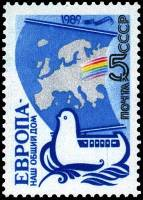 1989
ЕВРОПА-
НАШ ОБЩИЙ ДОМ
5К
ПОЧТА СССР